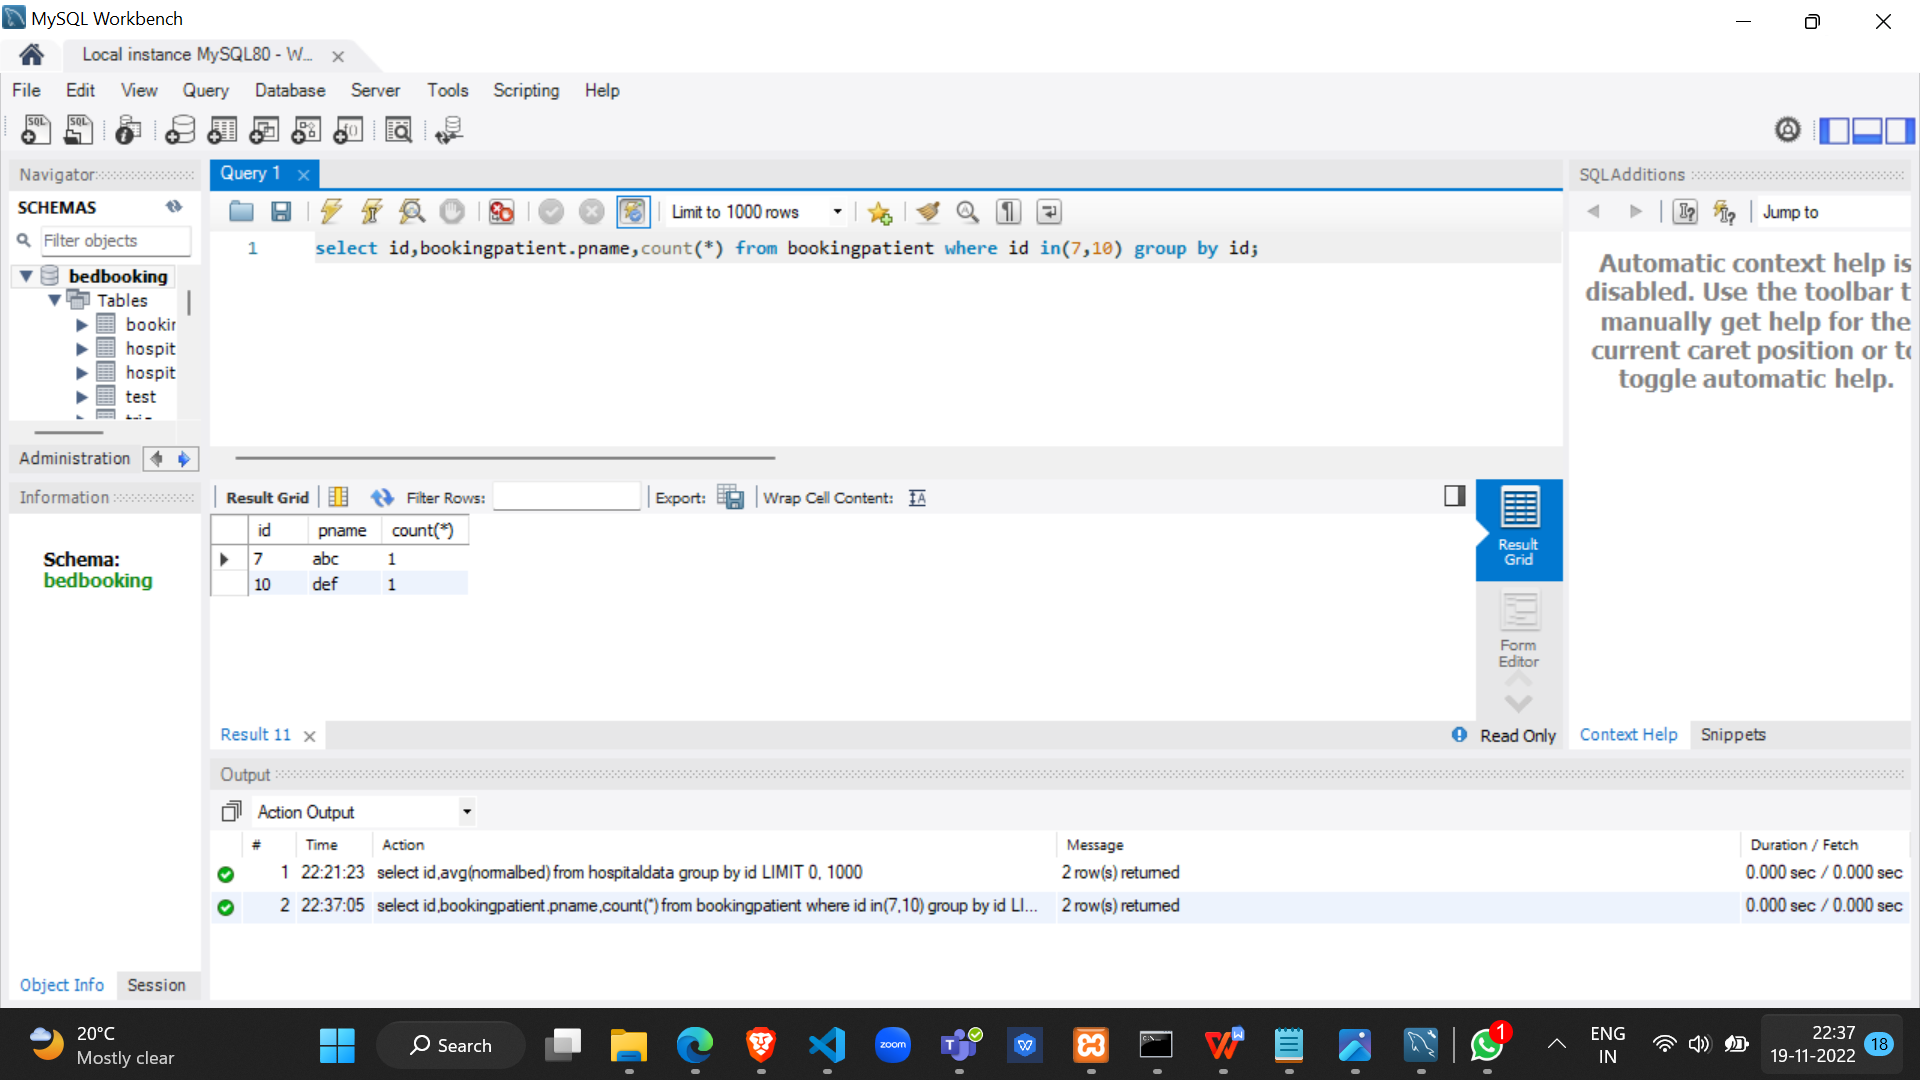 MySQL Workbench
Local instance MySQL80 - W...
File Edit View Query Database Server Tools Scripting Help
Navigator
SCHEMAS
Filter objects
bedbooking
Tables
bookir
hospit
hospit
test
Administration
Information
Schema:
bedbooking
Object Info Session
Query 1
Limit to 1000 rows
1 select id,bookingpatient.pname,count(*) from bookingpatient where id in(7,10) group by id;
Result Grid Filter Rows: Export: Wrap Cell Content:
id pname count(*)
7 abc 1
10 def 1
Result
Grid
Form
Editor
Result 11
Read Only
SQLAdditions
Jump to
Automatic context help is
disabled. Use the toolbar t
manually get help for the
current caret position or to
toggle automatic help.
Context Help Snippets
Output
Action Output
# Time Action Message Duration / Fetch
1 22:21:23 select id,avg(normalbed) from hospitaldata group by id LIMIT 0, 1000 2 row(s) returned 0.000 sec / 0.000 sec
2 22:37:05 select id,bookingpatient.pname,count(*) from bookingpatient where id in(7,10) group by id LI... 2 row(s) returned 0.000 sec / 0.000 sec
20°C
Mostly clear
Search
zoom
1
ENG
IN
22:37
19-11-2022
18